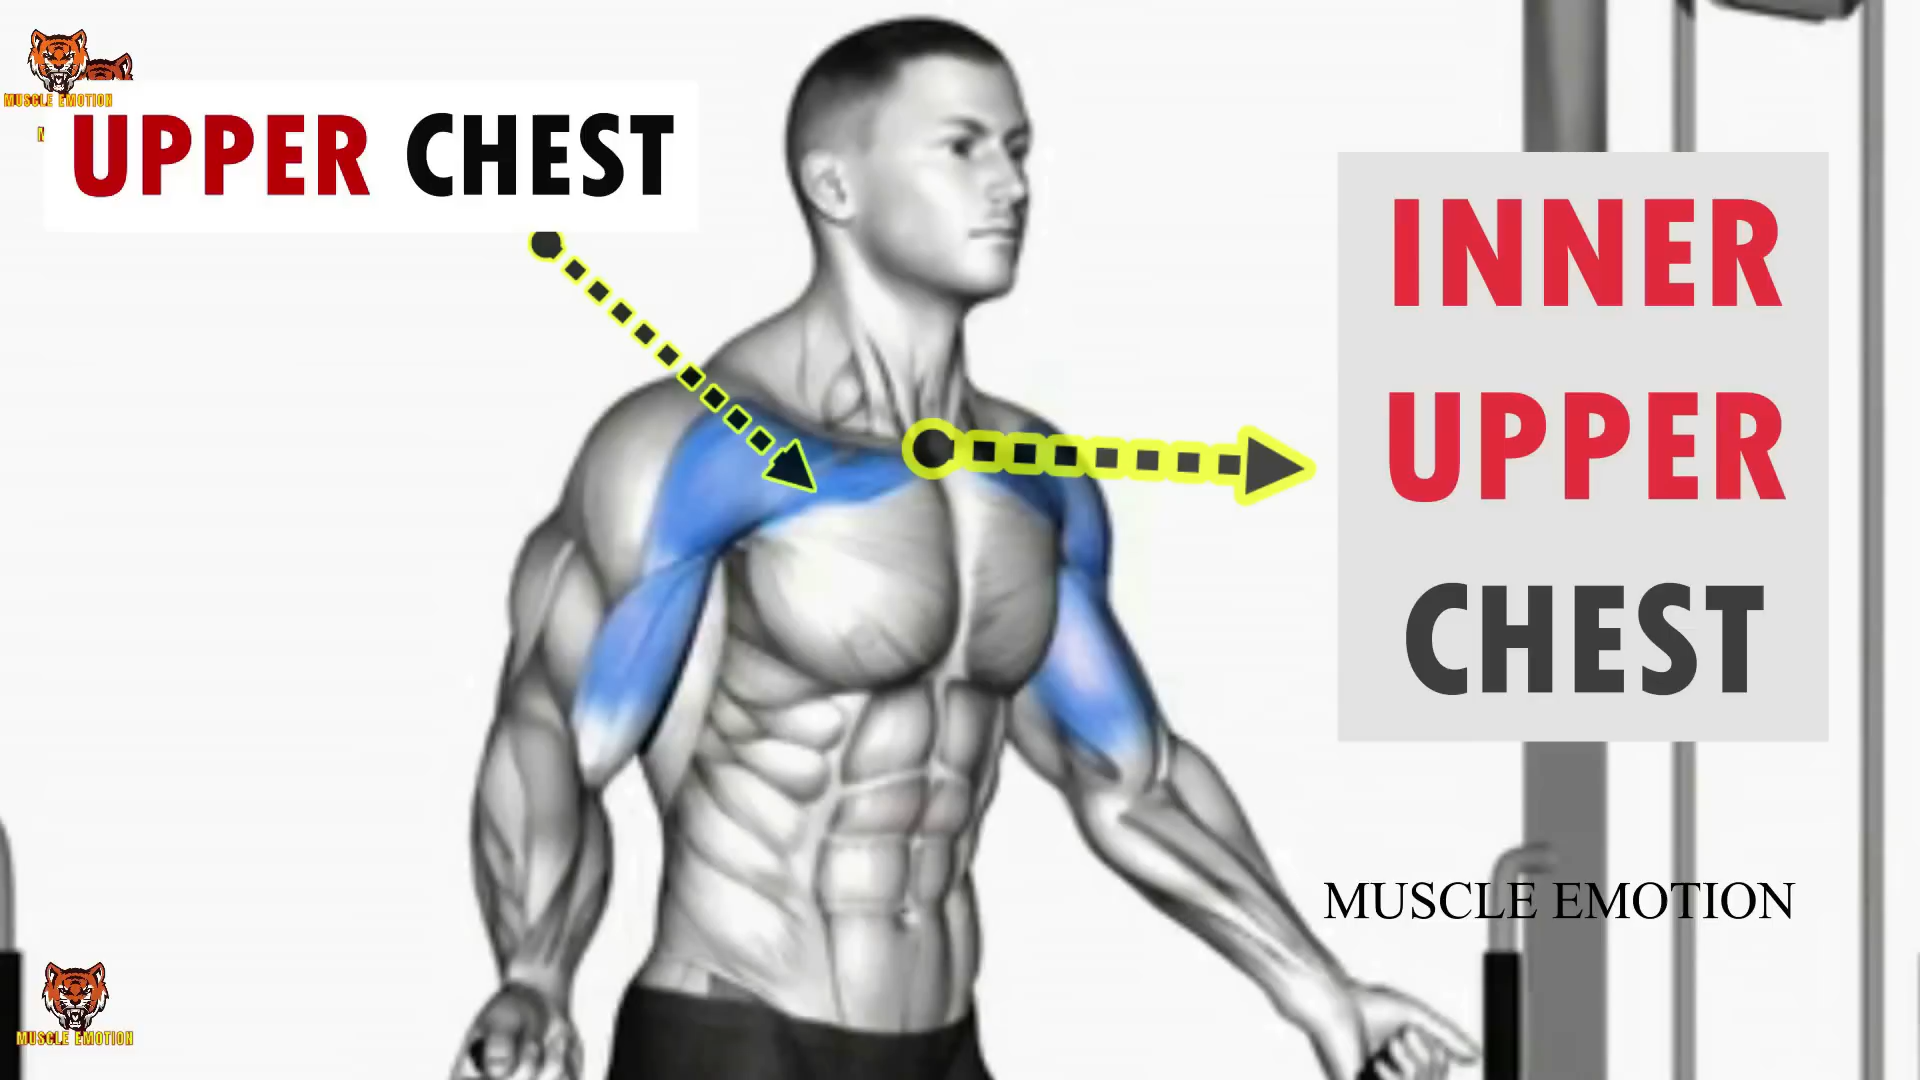 MUSCLE EMOTION
UPPER CHEST
INNER
UPPER
CHEST
MUSCLE EMOTION
MUSCLE EMOTION